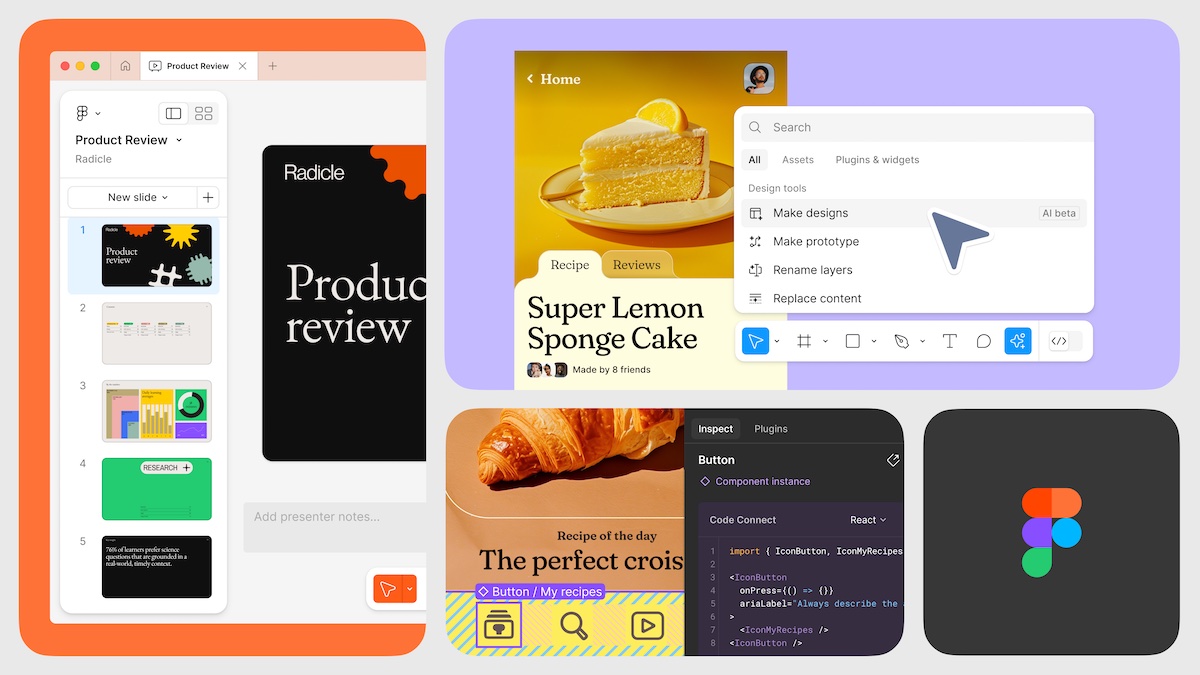 Product Review
Product Review
Radicle
New slide
1
Radicle
Product
review
2
3
4
RESEARCH
5
76% of learners prefer science
questions that are grounded in a
real-world, timely context.
Radicle
Produc
review
Add presenter notes...
Home
Recipe
Reviews
Super Lemon
Sponge Cake
Made by 8 friends
Search
All Assets Plugins & widgets
Design tools
Make designs AI beta
Make prototype
Rename layers
Replace content
Recipe of the day
The perfect crois
Button / My recipes
Inspect Plugins
Button
Component instance
Code Connect React
1 import { IconButton, IconMyRecipes
2
3 <IconButton
4 onPress={() => {}}
5 ariaLabel="Always describe the
6 >
7 <IconMyRecipes />
8 <IconButton />